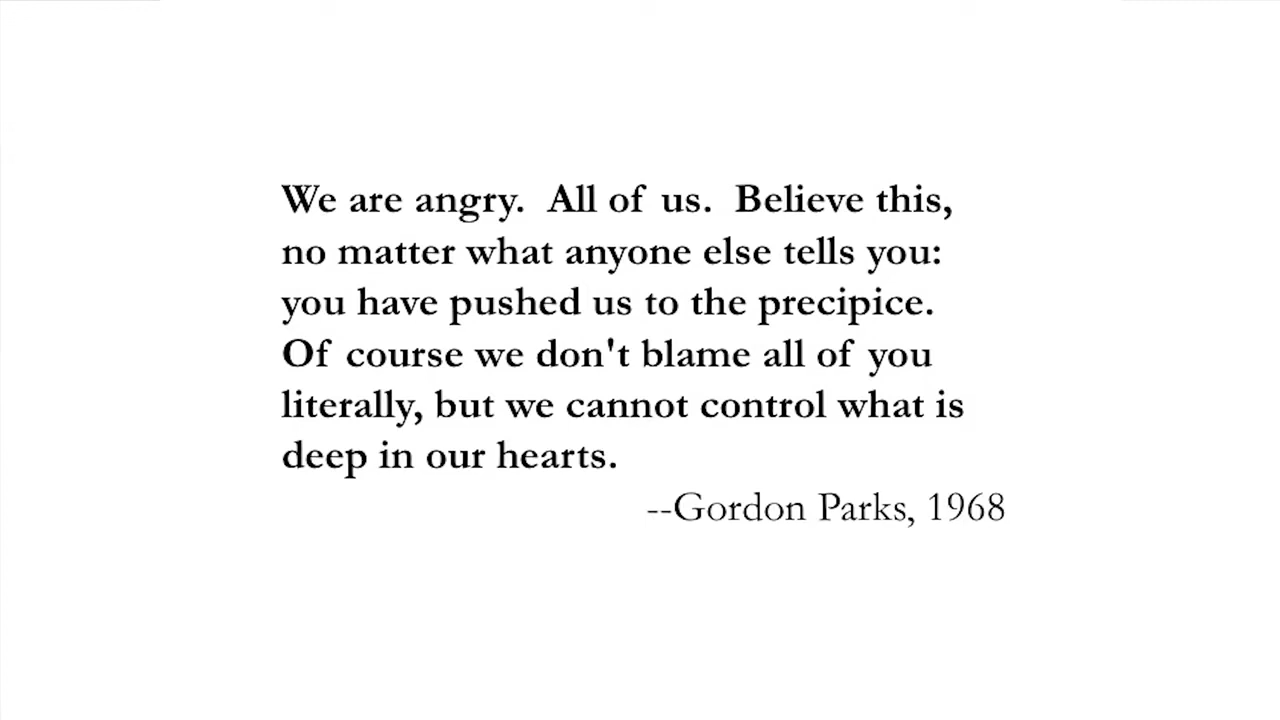 We are angry.  All of us.  Believe this,
no matter what anyone else tells you:
you have pushed us to the precipice.
Of course we don't blame all of you
literally, but we cannot control what is
deep in our hearts.
--Gordon Parks, 1968